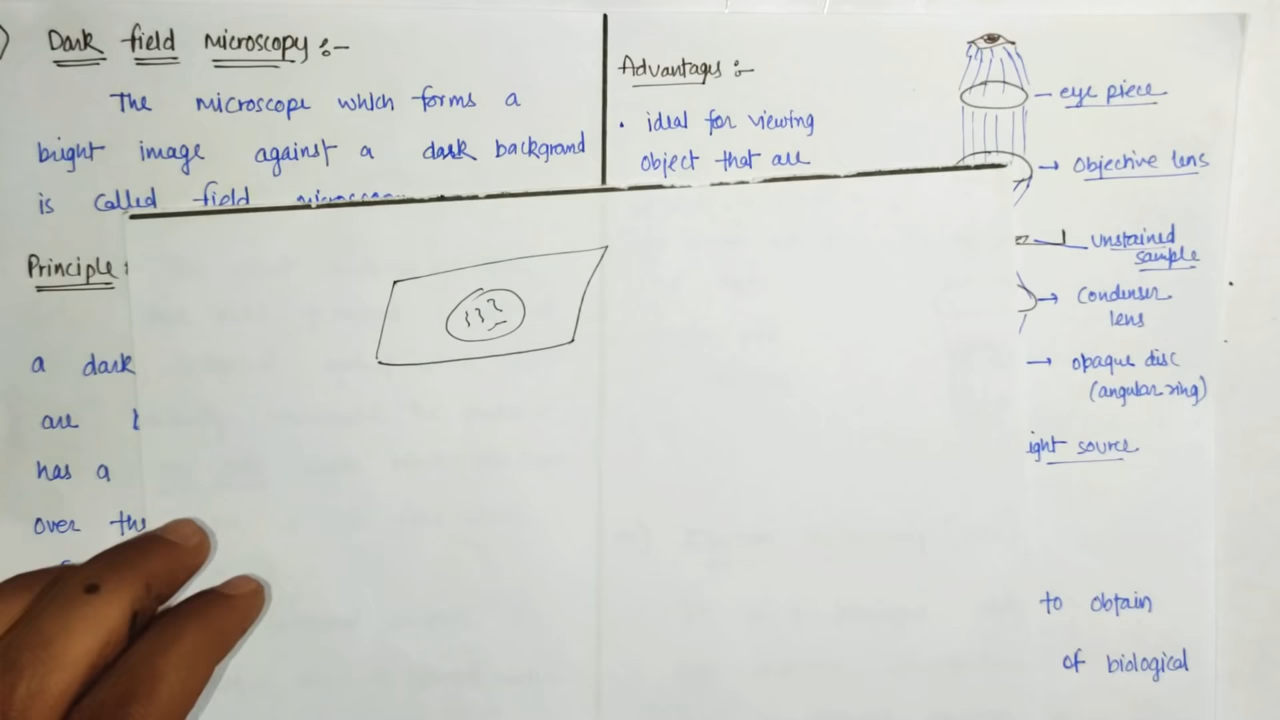 Dark field Microscopy :-
The microscope which forms a
bright image against a dark backgrand
is called field
Principle :
a dark
are
has a
over the
Advantages :-
• ideal for viewing
object that are
eye piece
Objective lens
unstained
sample
Condenser
lens
opaque disc
(angular ring)
ight source
to obtain
of biological